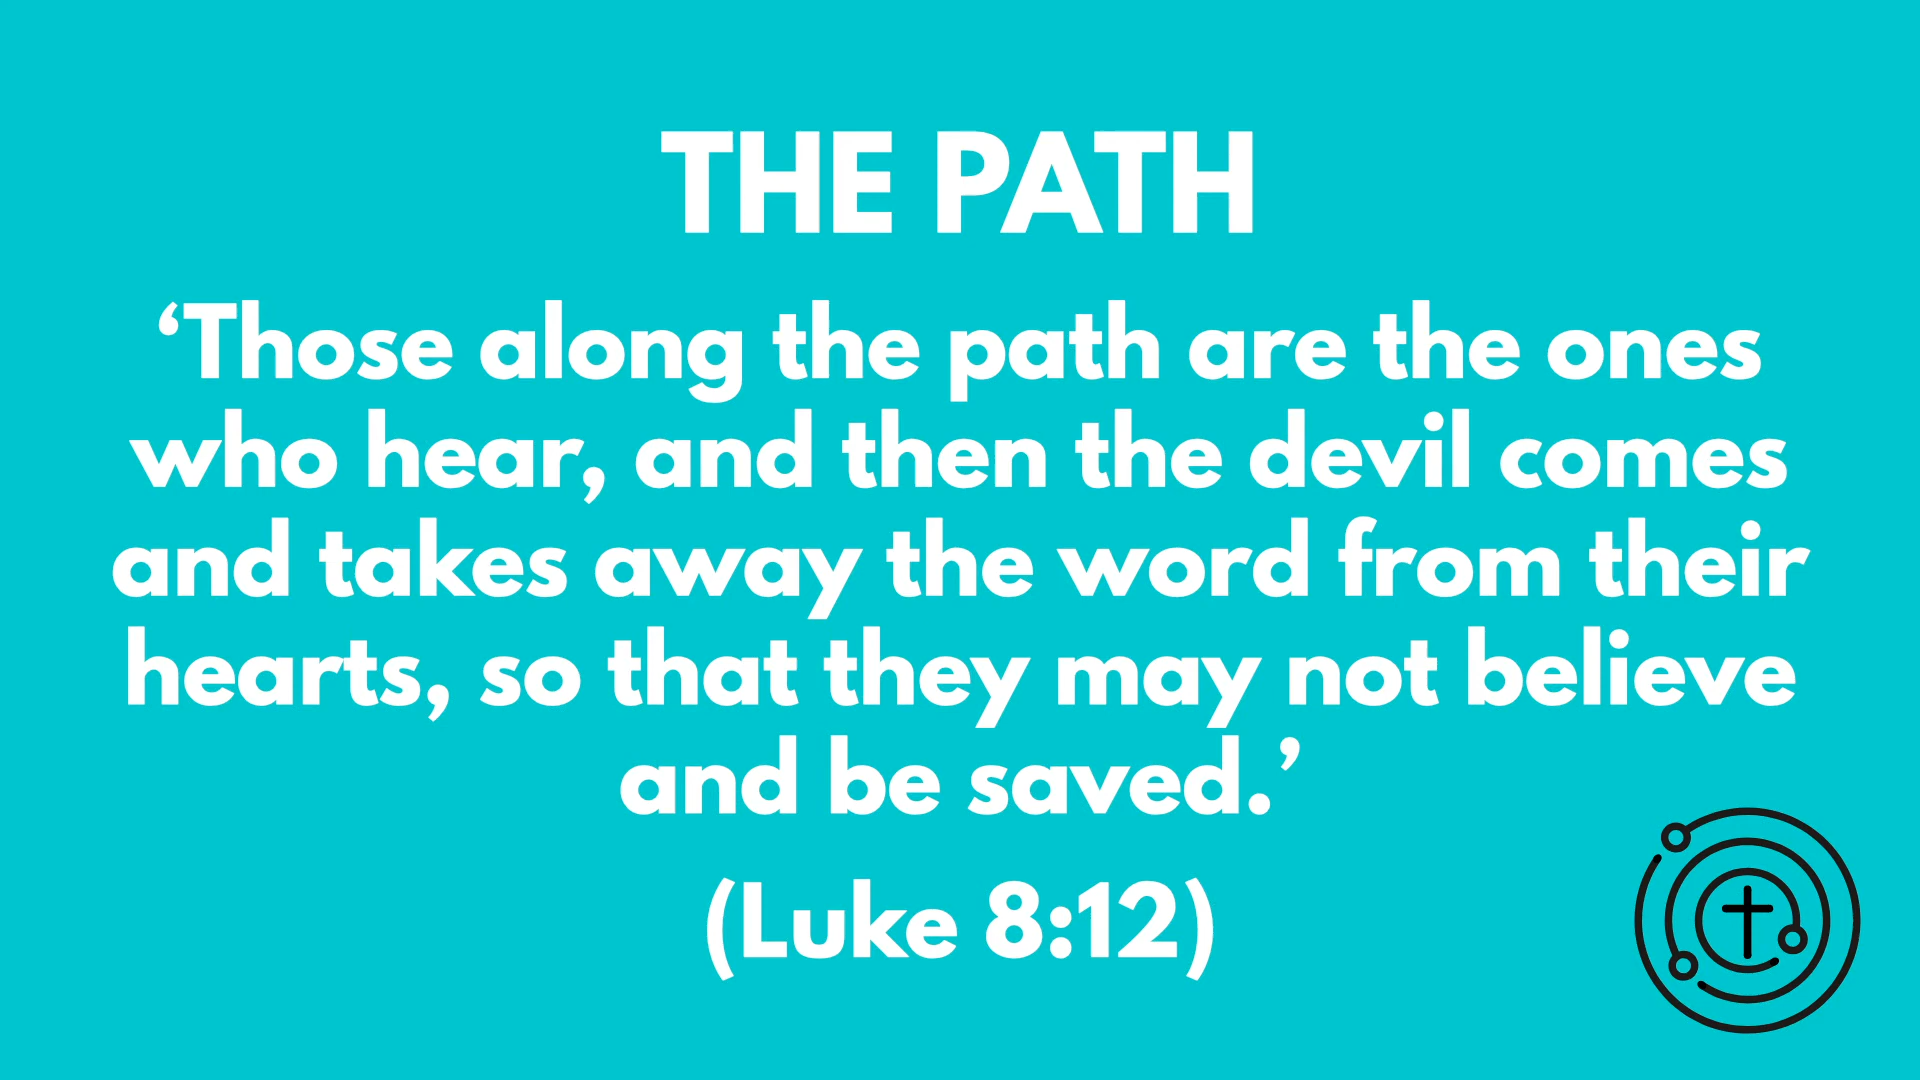 THE PATH
‘Those along the path are the ones
who hear, and then the devil comes
and takes away the word from their
hearts, so that they may not believe
and be saved.’
(Luke 8:12)